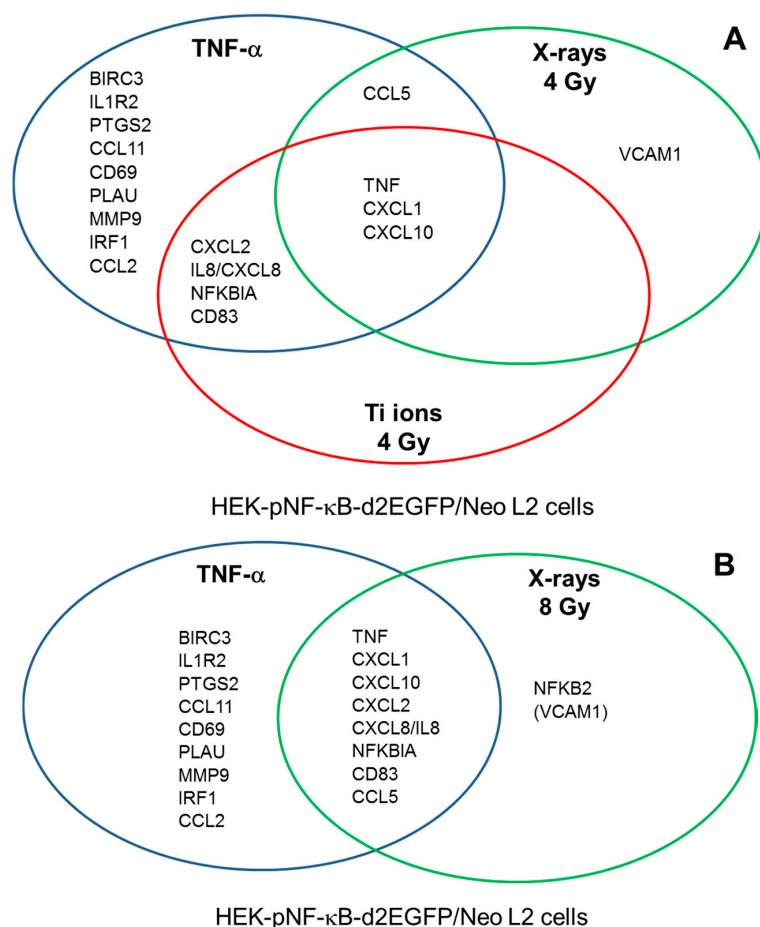 A
TNF-α
X-rays
4 Gy
BIRC3
IL1R2
PTGS2
CCL11
CD69
PLAU
MMP9
IRF1
CCL2
CCL5
VCAM1
TNF
CXCL1
CXCL10
CXCL2
IL8/CXCL8
NFKBIA
CD83
Ti ions
4 Gy
HEK-pNF-κB-d2EGFP/Neo L2 cells
B
TNF-α
X-rays
8 Gy
BIRC3
IL1R2
PTGS2
CCL11
CD69
PLAU
MMP9
IRF1
CCL2
TNF
CXCL1
CXCL10
CXCL2
CXCL8/IL8
NFKBIA
CD83
CCL5
NFKB2
(VCAM1)
HEK-pNF-κB-d2EGFP/Neo L2 cells